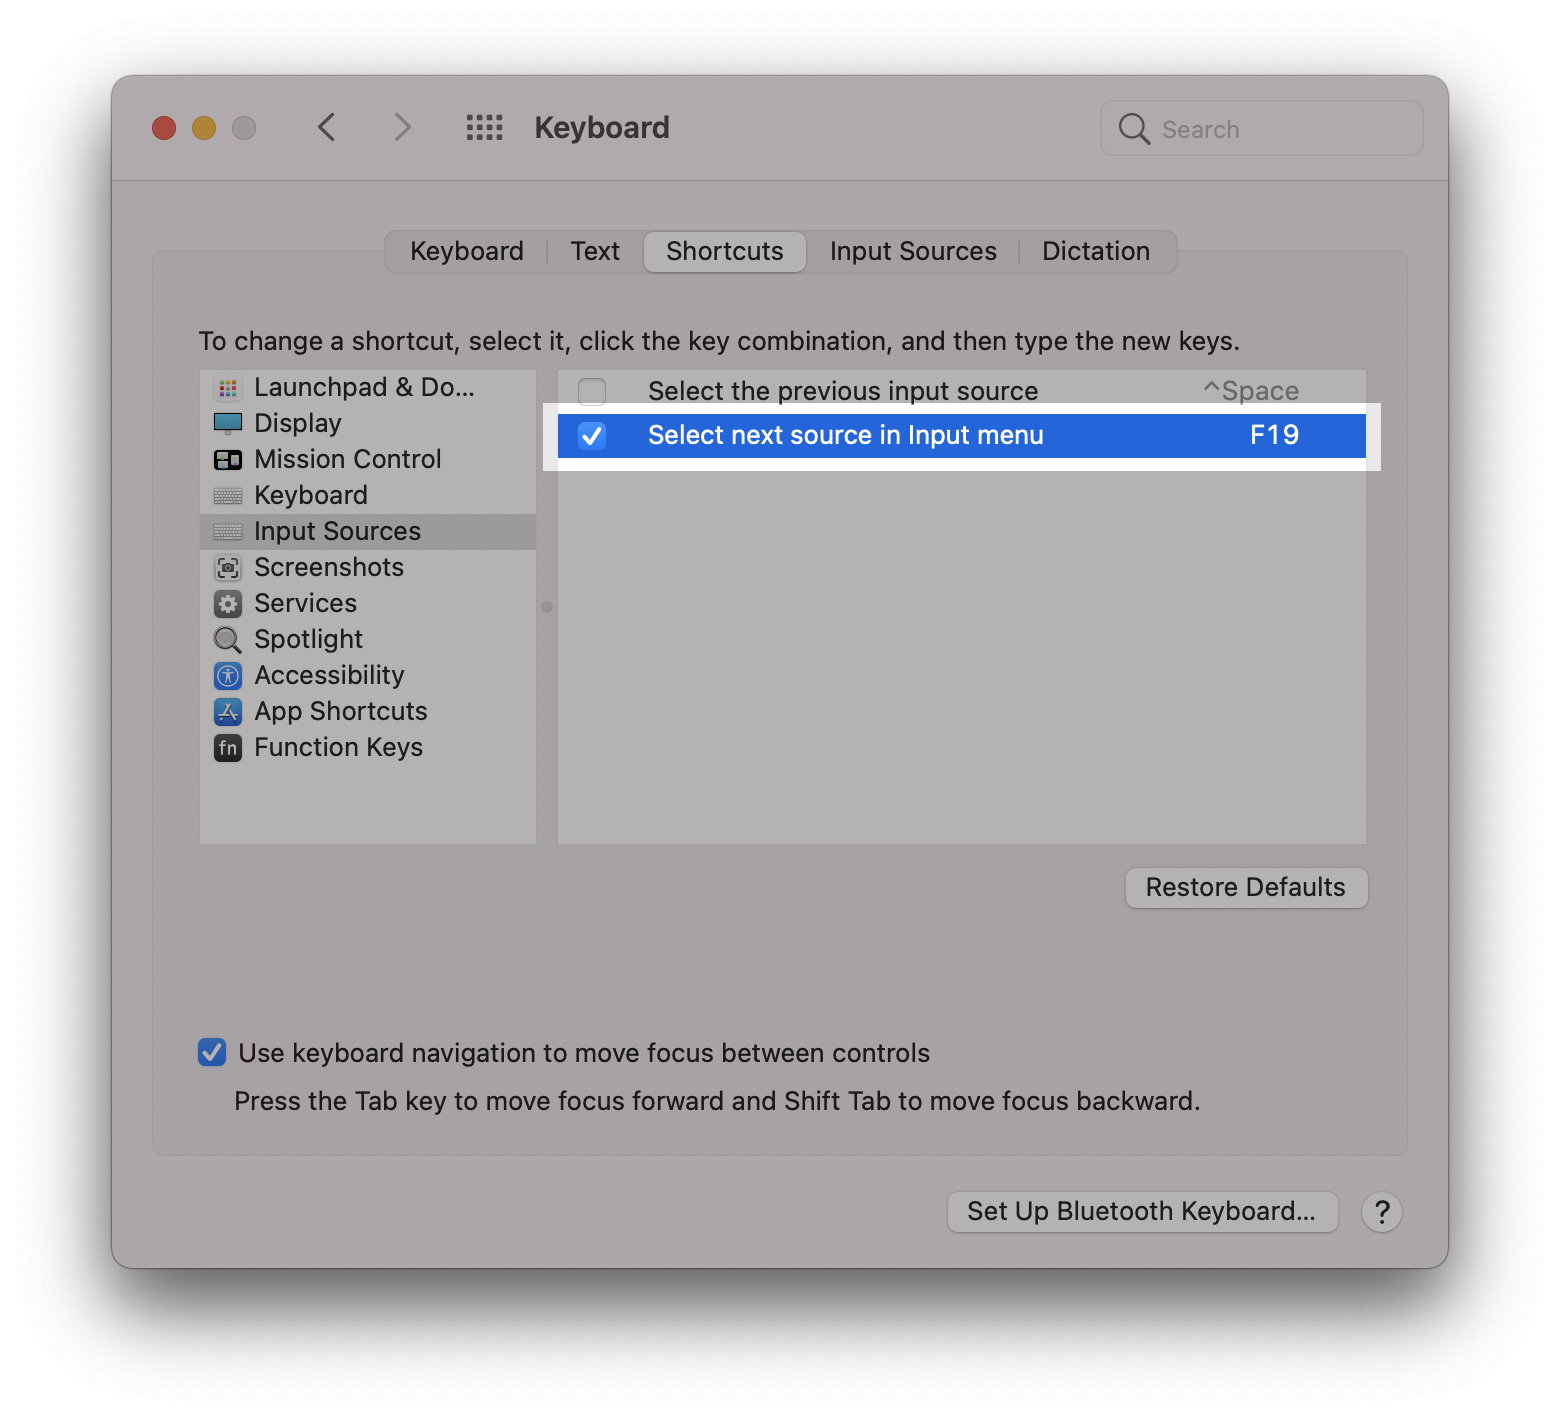 Keyboard
Search
Keyboard Text Shortcuts Input Sources Dictation
To change a shortcut, select it, click the key combination, and then type the new keys.
Launchpad & Do...
Display
Mission Control
Keyboard
Input Sources
Screenshots
Services
Spotlight
Accessibility
App Shortcuts
fn Function Keys
Select the previous input source ^Space
Select next source in Input menu F19
Restore Defaults
Use keyboard navigation to move focus between controls
Press the Tab key to move focus forward and Shift Tab to move focus backward.
Set Up Bluetooth Keyboard... ?